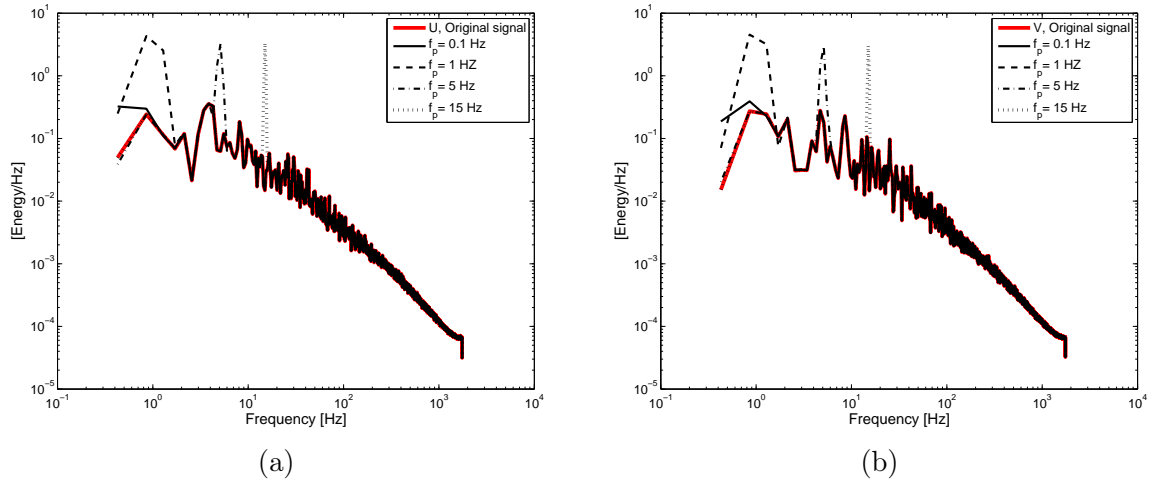 10^1
10^0
10^−1
10^−2
10^−3
10^−4
10^−5
[Energy/Hz]
10^−1 10^0 10^1 10^2 10^3 10^4
Frequency [Hz]
U, Original signal
f_p = 0.1 Hz
f_p = 1 HZ
f_p = 5 Hz
f_p = 15 Hz
(a)
10^1
10^0
10^−1
10^−2
10^−3
10^−4
10^−5
[Energy/Hz]
10^−1 10^0 10^1 10^2 10^3 10^4
Frequency [Hz]
V, Original signal
f_p = 0.1 Hz
f_p = 1 HZ
f_p = 5 Hz
f_p = 15 Hz
(b)